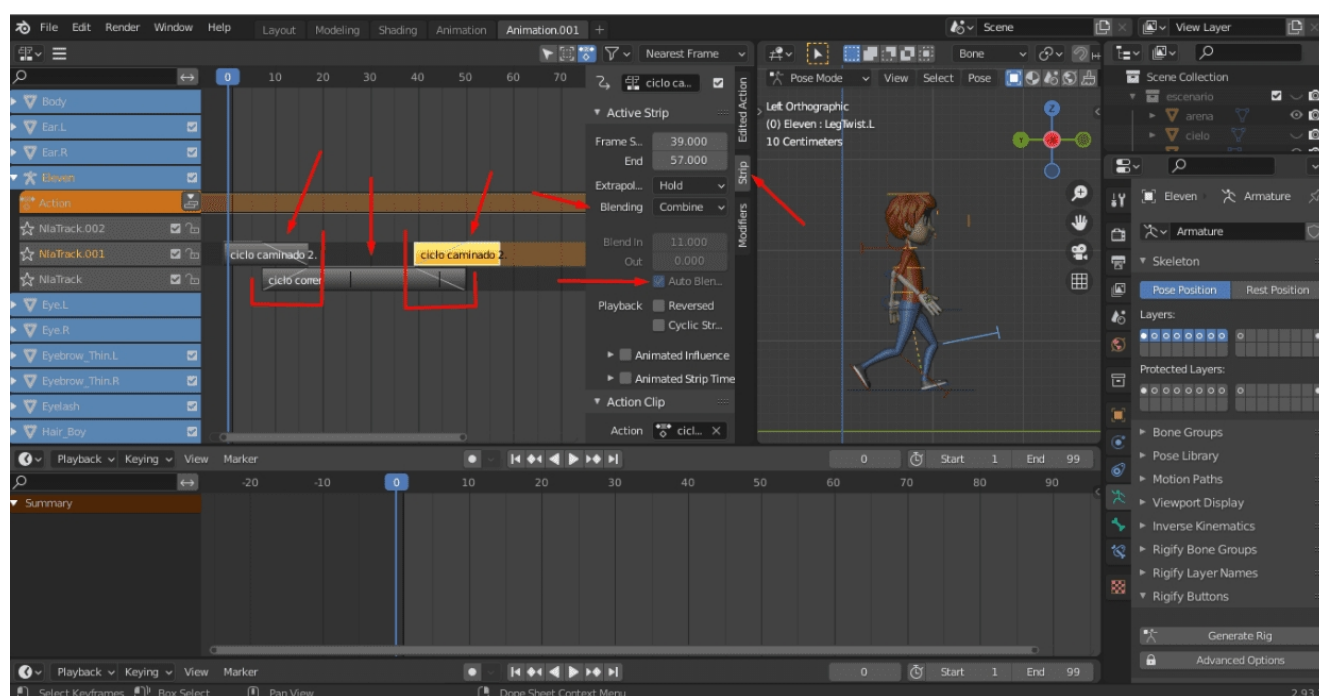 File Edit Render Window Help Layout Modeling Shading Animation Animation.001 + Scene View Layer
Nearest Frame Bone
0 10 20 30 40 50 60 70 ciclo ca... Pose Mode View Select Pose Scene Collection
Body Active Strip Left Orthographic escenario
Ear.L Frame S... 39.000 (0) Eleven : LegTwist.L arena
Ear.R End 57.000 10 Centimeters cielo
Eleven Extrapol... Hold
Action Blending Combine Eleven Armature
NlaTrack.002 Armature
NlaTrack.001 ciclo caminado 2. ciclo caminado 2. Blend In 11.000 Skeleton
NlaTrack ciclo correr Out 0.000 Pose Position Rest Position
Auto Blen...
Eye.L Playback Reversed Layers:
Eye.R Cyclic Str...
Eyebrow_Thin.L Animated Influence
Eyebrow_Thin.R Animated Strip Time Protected Layers:
Eyelash Action Clip
Hair_Boy Action cicl...
Edited Action
Strip
Modifiers
Z
Y
Bone Groups
Playback Keying View Marker 0 Start 1 End 99 Pose Library
-20 -10 0 10 20 30 40 50 60 70 80 90 Motion Paths
Summary Viewport Display
Inverse Kinematics
Rigify Bone Groups
Rigify Layer Names
Rigify Buttons
Generate Rig
Advanced Options
Playback Keying View Marker 0 Start 1 End 99
Select Keyframes Box Select Pan View Dope Sheet Context Menu 2.93